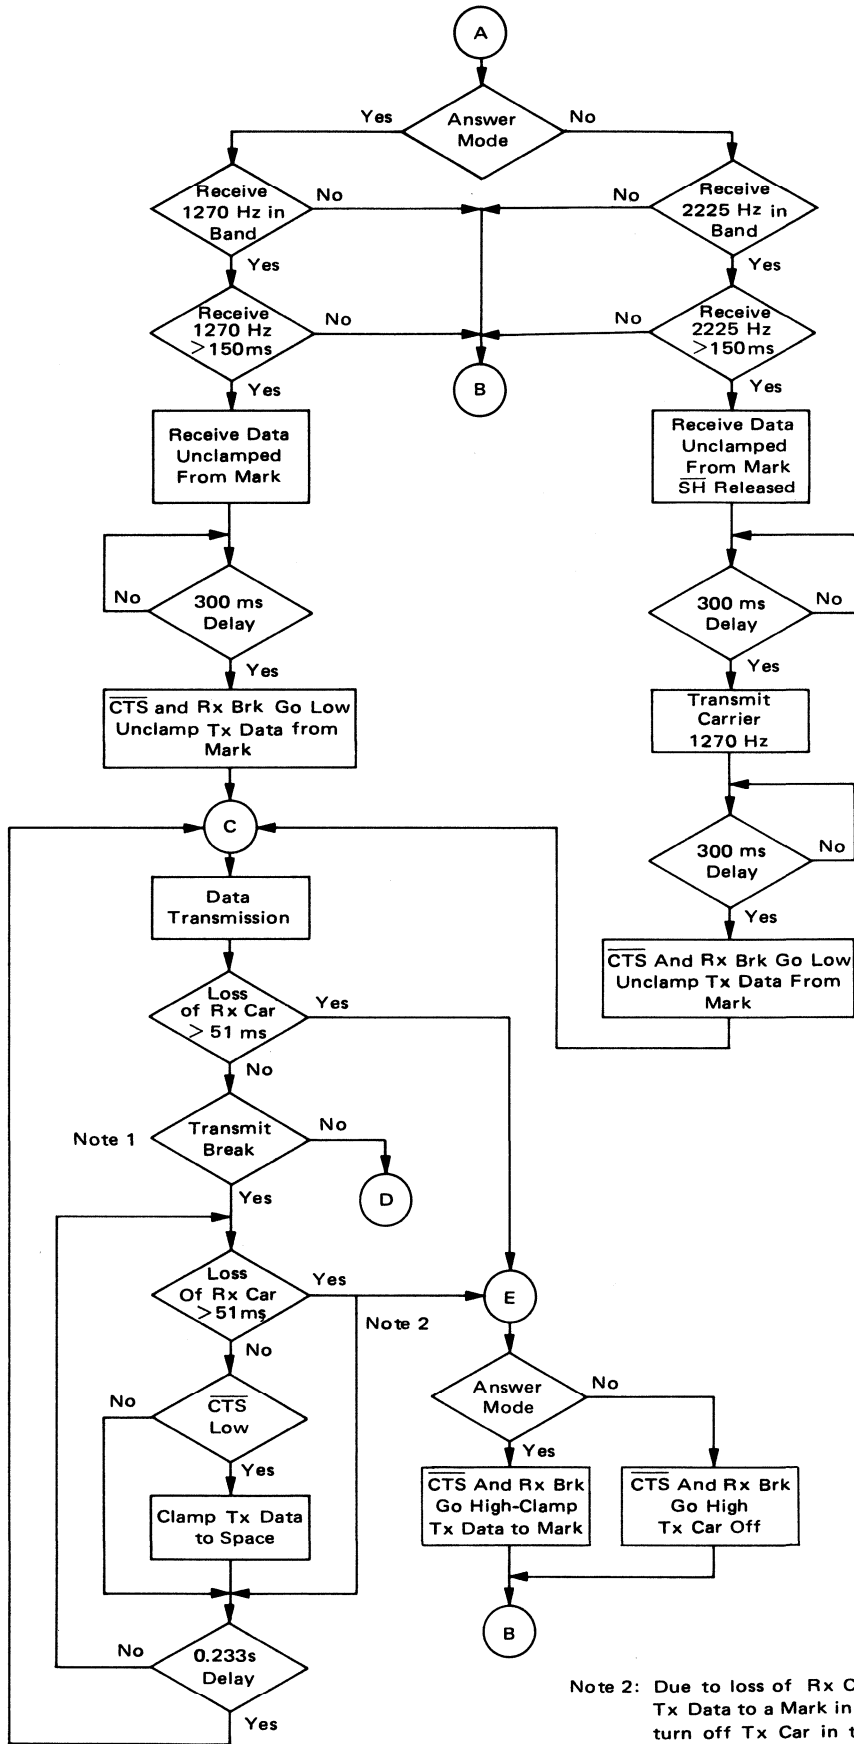 A
Yes
Answer
Mode
No
Receive
1270 Hz in
Band
No
No
Receive
2225 Hz in
Band
Yes
Yes
Receive
1270 Hz
>150ms
No
No
Receive
2225 Hz
>150ms
Yes
B
Yes
Receive Data
Unclamped
From Mark
Receive Data
Unclamped
From Mark
S̅H̅ Released
No
300 ms
Delay
300 ms
Delay
No
Yes
Yes
C̅T̅S̅ and Rx Brk Go Low
Unclamp Tx Data from
Mark
Transmit
Carrier
1270 Hz
C
300 ms
Delay
No
Data
Transmission
Yes
C̅T̅S̅ And Rx Brk Go Low
Unclamp Tx Data From
Mark
Loss
of Rx Car
> 51 ms
Yes
No
Note 1
Transmit
Break
No
D
Yes
Loss
Of Rx Car
>51ms
Yes
Note 2
E
No
No
C̅T̅S̅
Low
Answer
Mode
No
Yes
Yes
Clamp Tx Data
to Space
C̅T̅S̅ And Rx Brk
Go High-Clamp
Tx Data to Mark
C̅T̅S̅ And Rx Brk
Go High
Tx Car Off
No
0.233s
Delay
B
Yes
Note 2: Due to loss of Rx
Tx Data to a Mark in
turn off Tx Car in